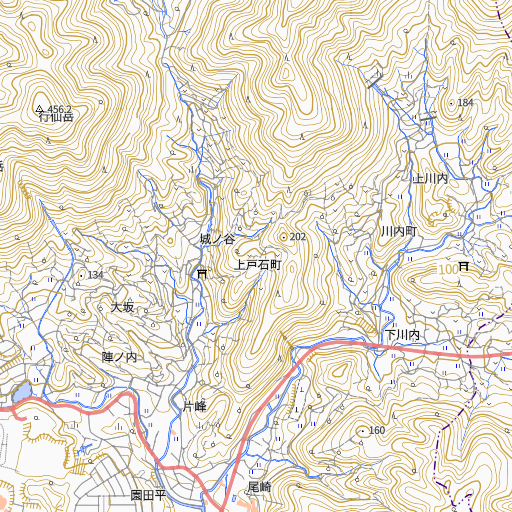 184
456.2
行仙岳
岳
上川内
川内町
城ノ谷
202
上戸石町
134
100
大坂
下川内
陣ノ内
片峰
160
尾崎
園田平